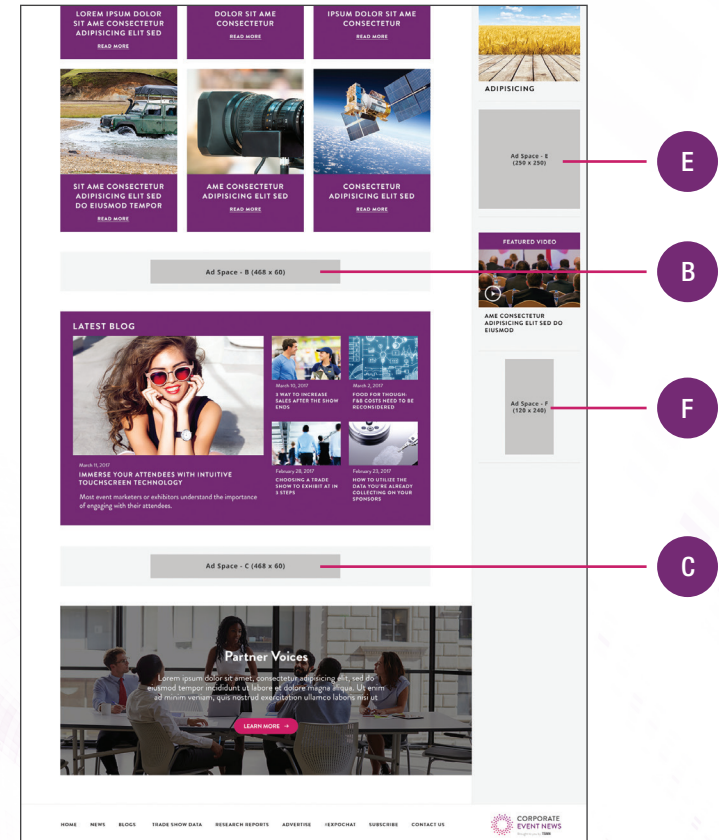 LOREM IPSUM DOLOR
SIT AME CONSECTETUR
ADIPISICING ELIT SED
READ MORE
DOLOR SIT AME
CONSECTETUR
READ MORE
IPSUM DOLOR SIT AME
CONSECTETUR
READ MORE
ADIPISICING
SIT AME CONSECTETUR
ADIPISICING ELIT SED
DO EIUSMOD TEMPOR
READ MORE
AME CONSECTETUR
ADIPISICING ELIT SED
READ MORE
CONSECTETUR
ADIPISICING ELIT SED
READ MORE
Ad Space - E
(250 x 250)
E
Ad Space - B (468 x 60)
B
FEATURED VIDEO
AME CONSECTETUR
ADIPISICING ELIT SED DO
EIUSMOD
LATEST BLOG
March 11, 2017
IMMERSE YOUR ATTENDEES WITH INTUITIVE
TOUCHSCREEN TECHNOLOGY
Most event marketers or exhibitors understand the importance
of engaging with their attendees.
March 10, 2017
3 WAY TO INCREASE
SALES AFTER THE SHOW
ENDS
March 2, 2017
FOOD FOR THOUGH:
F&B COSTS NEED TO BE
RECONSIDERED
February 28, 2017
CHOOSING A TRADE
SHOW TO EXHIBIT AT IN
3 STEPS
February 23, 2017
HOW TO UTILIZE THE
DATA YOU'RE ALREADY
COLLECTING ON YOUR
SPONSORS
Ad Space - F
(120 x 240)
F
Ad Space - C (468 x 60)
C
Partner Voices
Lorem ipsum dolor sit amet, consectetur adipisicing elit, sed do
eiusmod tempor incididunt ut labore et dolore magna aliqua. Ut enim
ad minim veniam, quis nostrud exercitation ullamco laboris nisi ut
LEARN MORE →
HOME NEWS BLOGS TRADE SHOW DATA RESEARCH REPORTS ADVERTISE #EXPOCHAT SUBSCRIBE CONTACT US
CORPORATE
EVENT NEWS